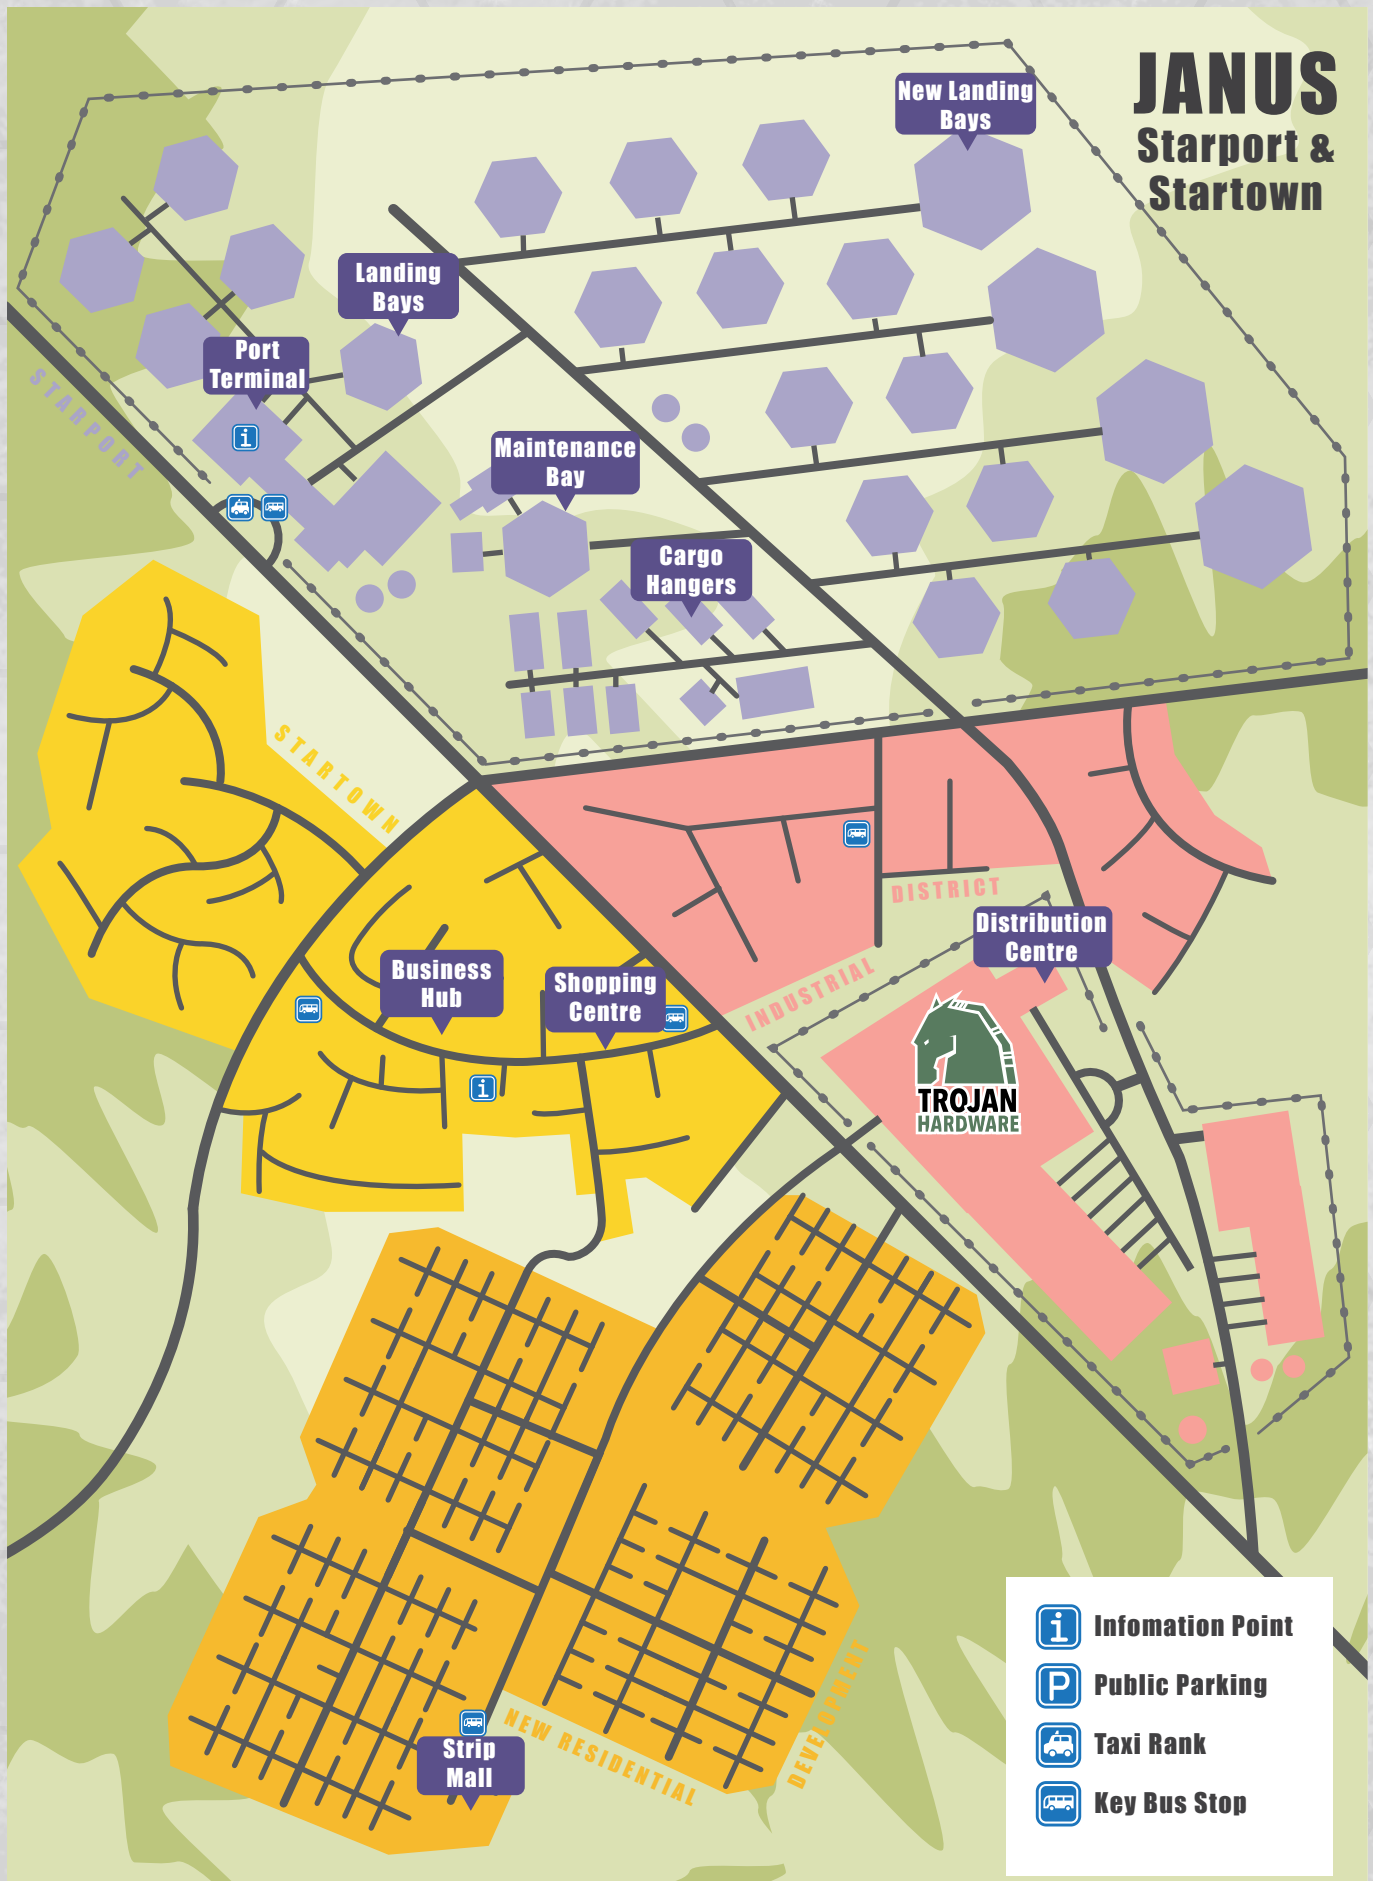 JANUS
Starport &
Startown
New Landing
Bays
Landing
Bays
Port
Terminal
STARPORT
Maintenance
Bay
Cargo
Hangers
STARTOWN
DISTRICT
INDUSTRIAL
Distribution
Centre
Business
Hub
Shopping
Centre
TROJAN
HARDWARE
NEW RESIDENTIAL
DEVELOPMENT
Strip
Mall
i
i
i Infomation Point
P Public Parking
Taxi Rank
Key Bus Stop